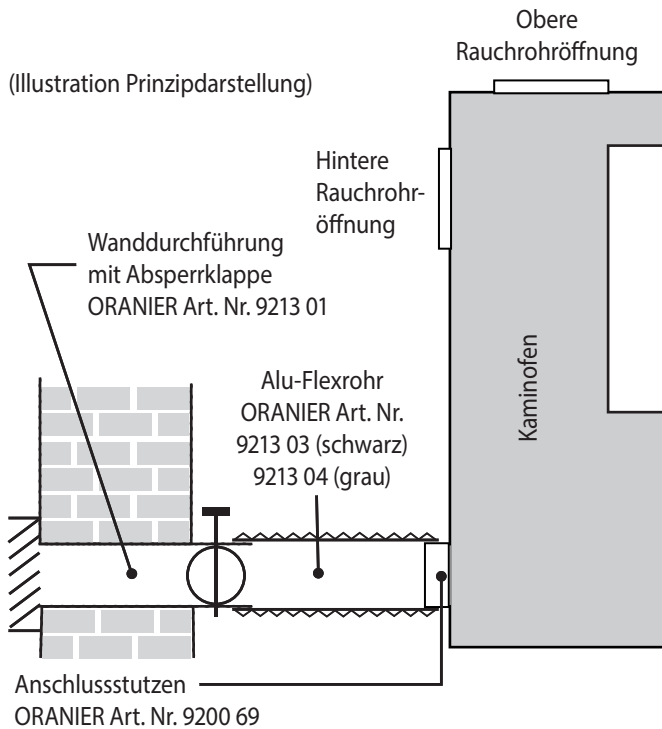 Obere
Rauchrohröffnung
(Illustration Prinzipdarstellung)
Hintere
Rauchrohr-
öffnung
Wanddurchführung
mit Absperrklappe
ORANIER Art. Nr. 9213 01
Alu-Flexrohr
ORANIER Art. Nr.
9213 03 (schwarz)
9213 04 (grau)
Kaminofen
Anschlussstutzen
ORANIER Art. Nr. 9200 69